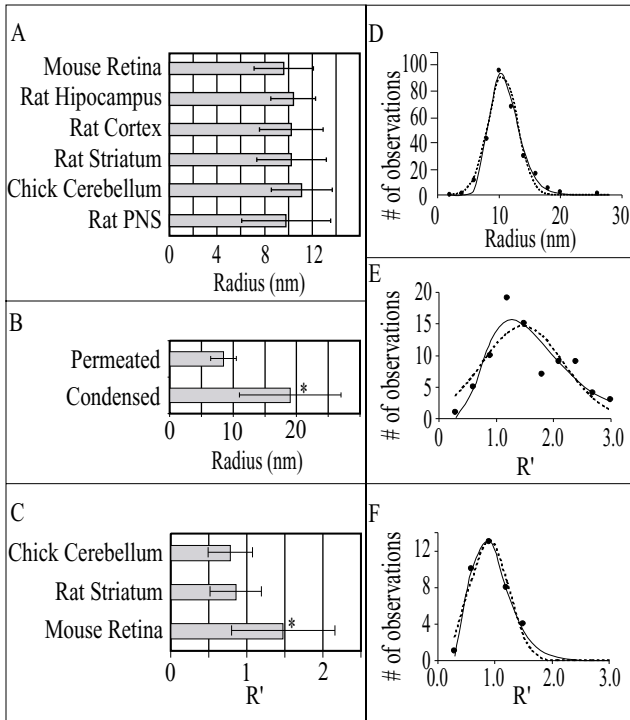 A
Mouse Retina
Rat Hipocampus
Rat Cortex
Rat Striatum
Chick Cerebellum
Rat PNS
0 4 8 12
Radius (nm)
B
Permeated
Condensed
*
0 10 20
Radius (nm)
C
Chick Cerebellum
Rat Striatum
Mouse Retina
*
0 1 2
R'
D
# of observations
100
80
60
40
20
0
0 10 20 30
Radius (nm)
E
# of observations
20
15
10
5
0
0 1.0 2.0 3.0
R'
F
# of observations
12
8
4
0
0.0 1.0 2.0 3.0
R'